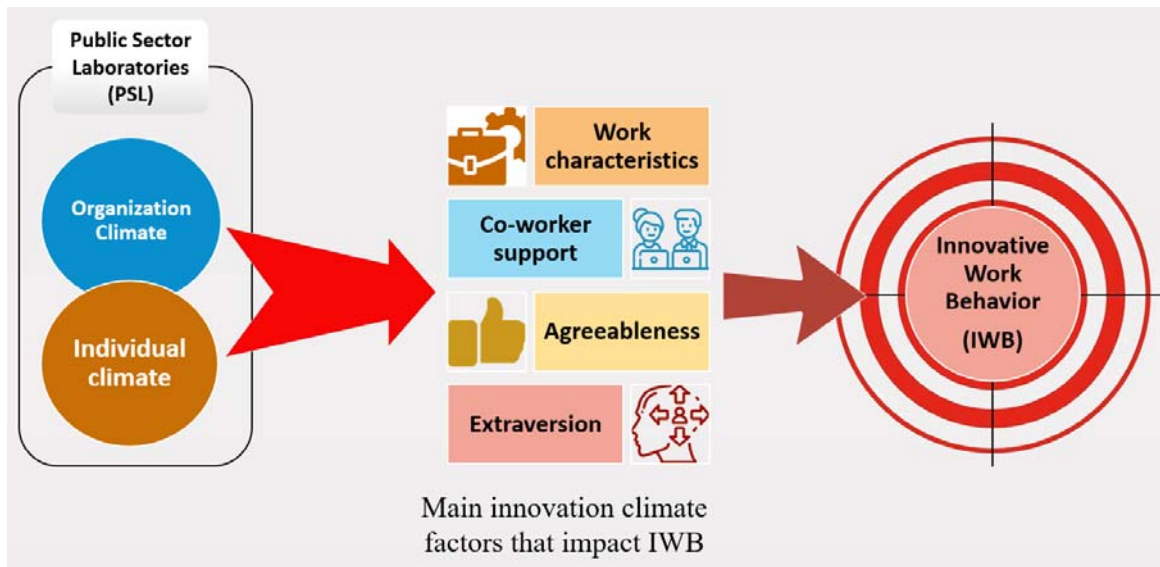 Public Sector
Laboratories
(PSL)
Organization
Climate
Individual
climate
Work
characteristics
Co-worker
support
Agreeableness
Extraversion
Main innovation climate
factors that impact IWB
Innovative
Work
Behavior
(IWB)